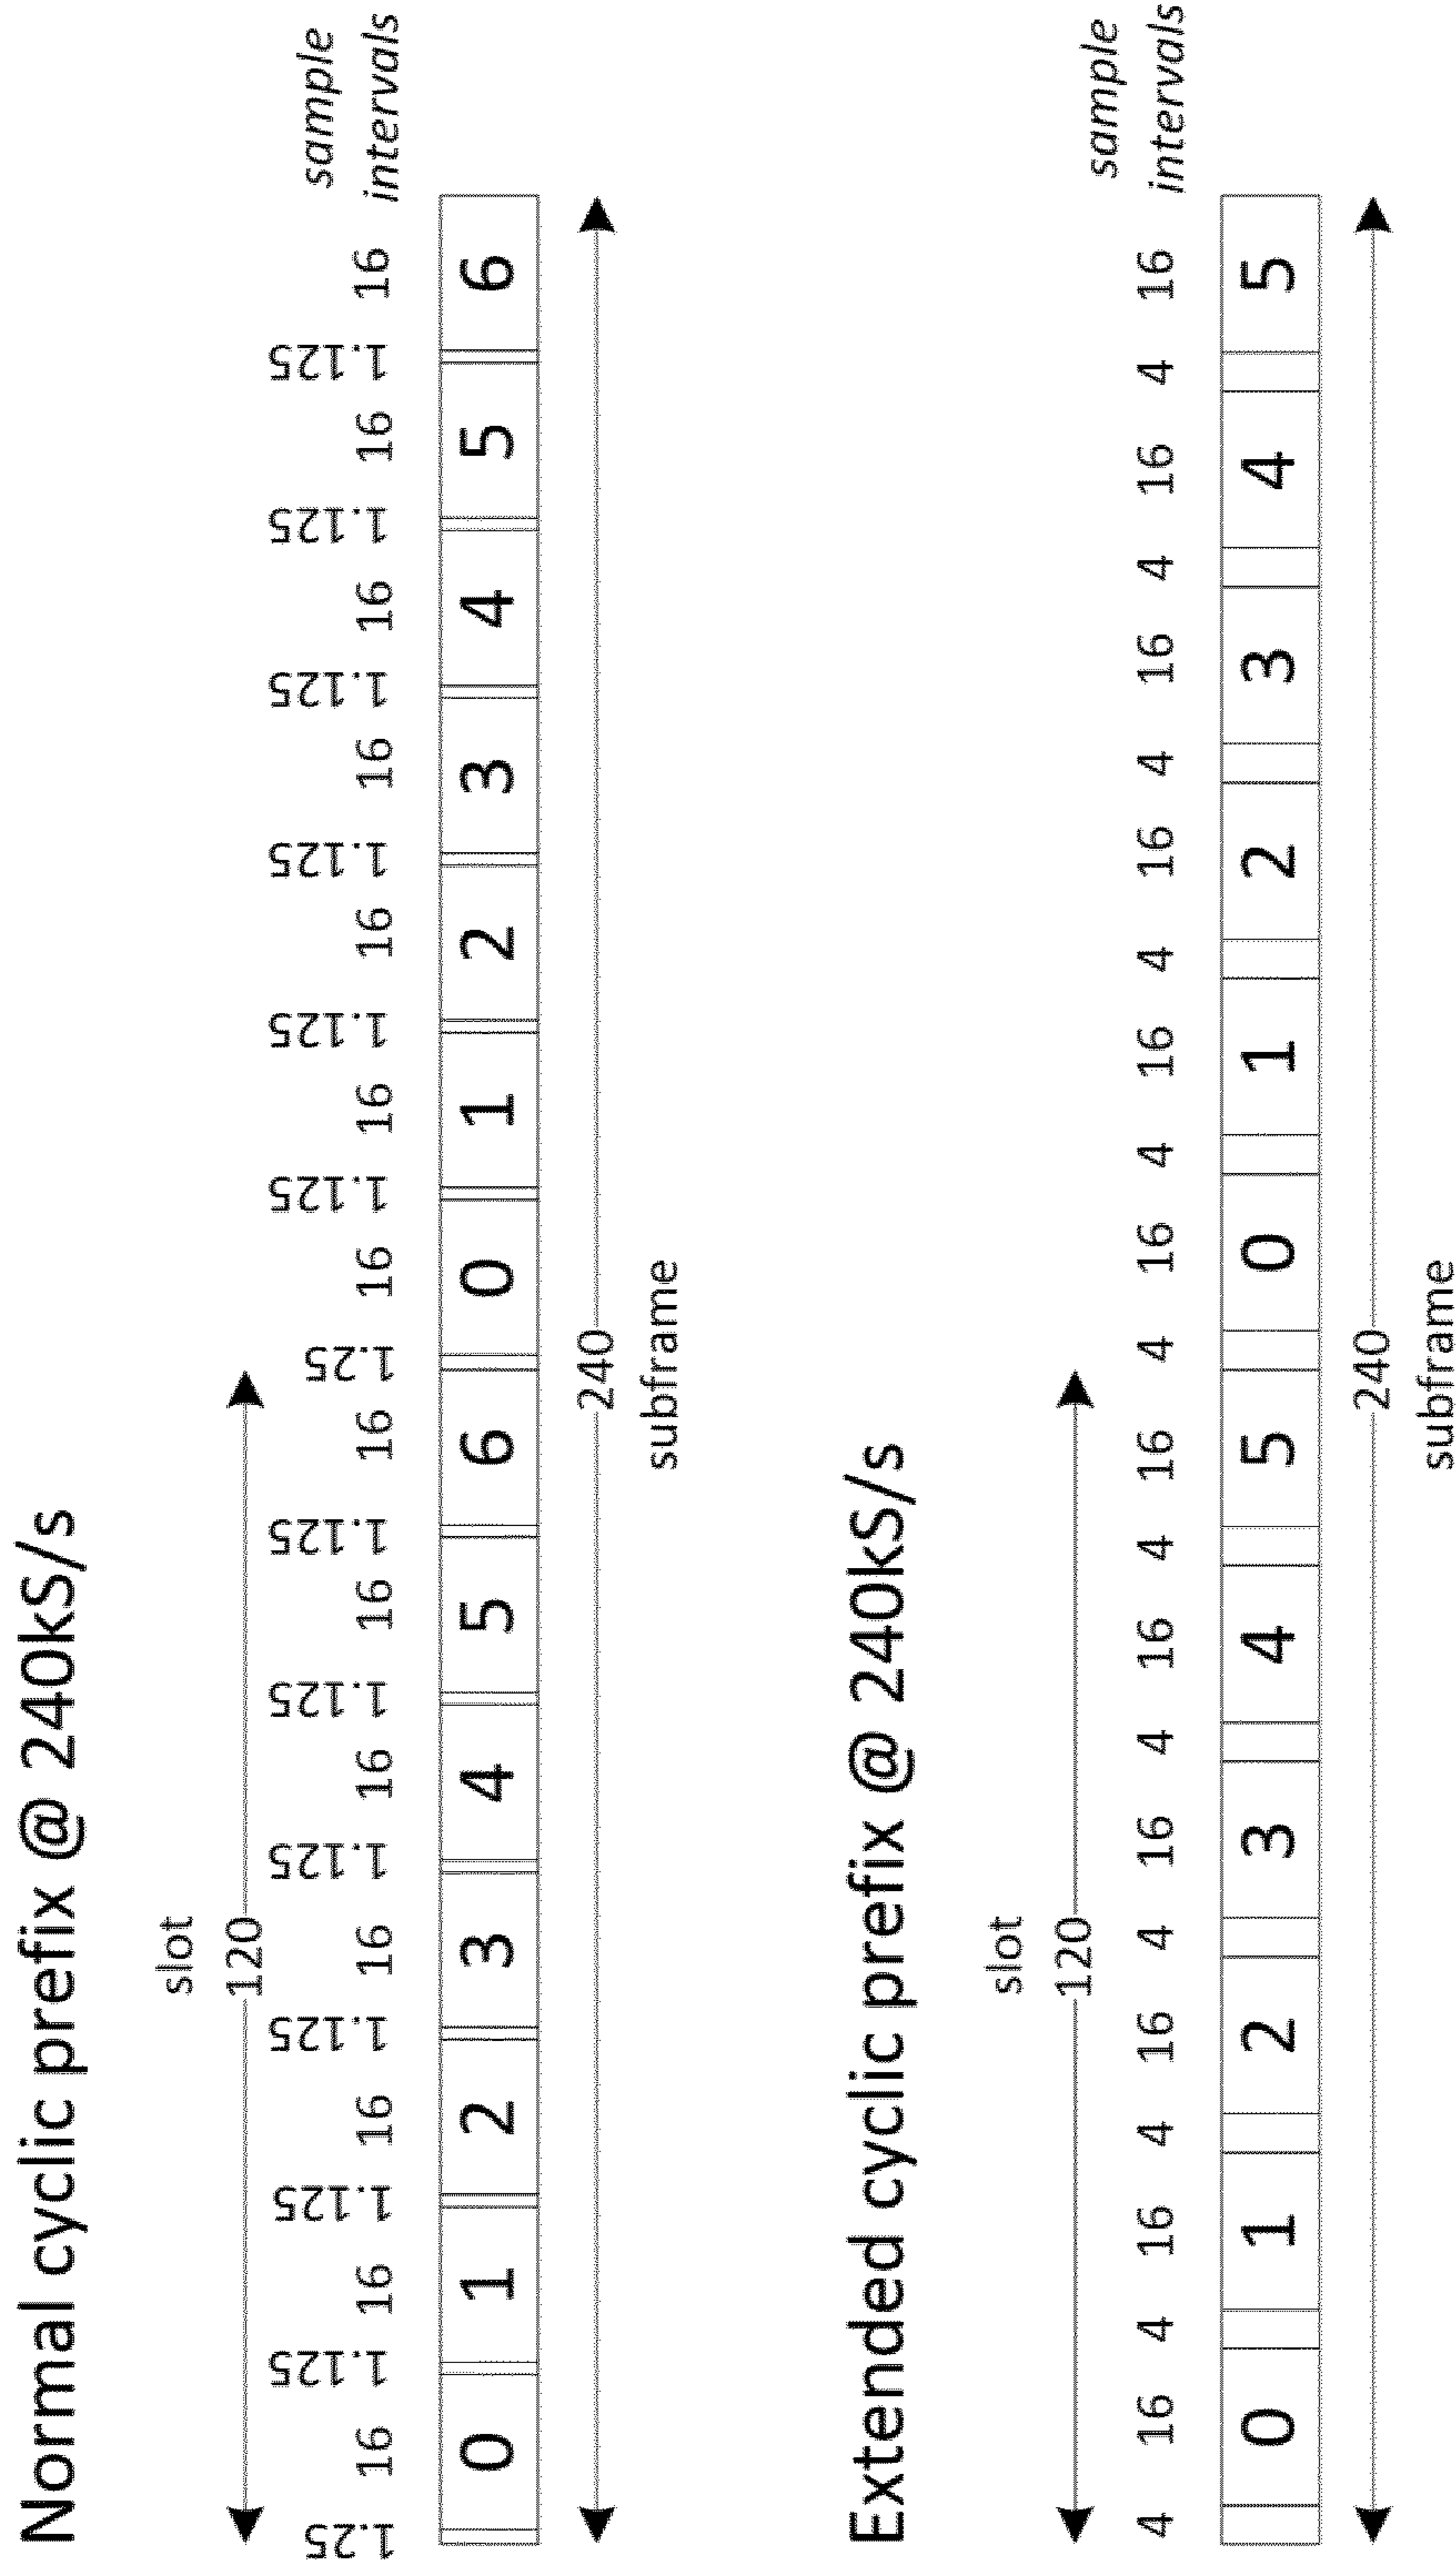 Normal cyclic prefix @ 240kS/s
slot
120
sample
intervals
1.25 16 1.125 16 1.125 16 1.125 16 1.125 16 1.125 16 1.125 16 1.25 16 1.125 16 1.125 16 1.125 16 1.125 16 1.125 16 1.125 16
0 1 2 3 4 5 6 0 1 2 3 4 5 6
240
subframe
Extended cyclic prefix @ 240kS/s
slot
120
sample
intervals
4 16 4 16 4 16 4 16 4 16 4 16 4 16 4 16 4 16 4 16 4 16 4 16
0 1 2 3 4 5 0 1 2 3 4 5
240
subframe